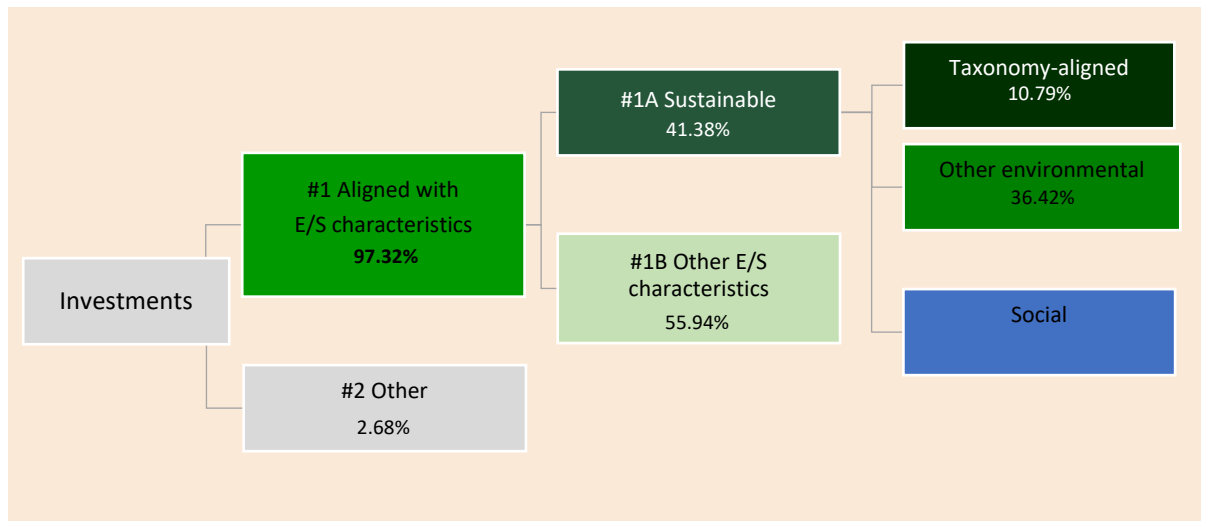 Investments
#1 Aligned with
E/S characteristics
97.32%
#2 Other
2.68%
#1A Sustainable
41.38%
#1B Other E/S
characteristics
55.94%
Taxonomy-aligned
10.79%
Other environmental
36.42%
Social